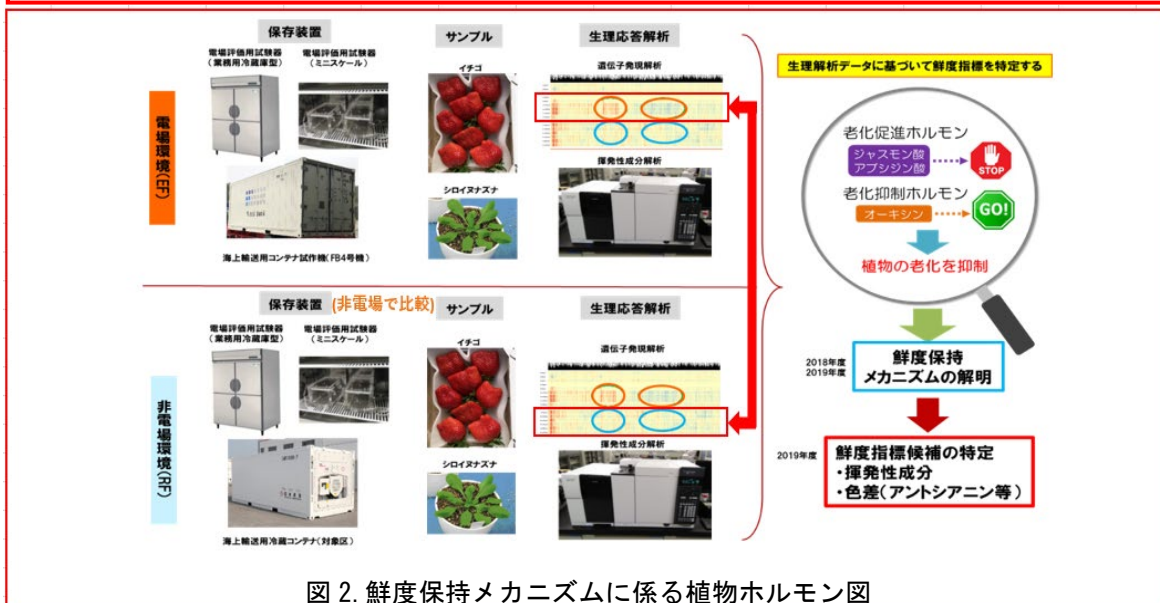 保存装置
サンプル
生理応答解析
電場評価用試験器
(業務用冷蔵庫型)
電場評価用試験器
(ミニスケール)
イチゴ
遺伝子発現解析
電場環境(EF)
シロイヌナズナ
揮発性成分解析
海上輸送用コンテナ試作機(FB4号機)
保存装置(非電場で比較)
サンプル
生理応答解析
電場評価用試験器
(業務用冷蔵庫型)
電場評価用試験器
(ミニスケール)
イチゴ
遺伝子発現解析
非電場環境(RF)
シロイヌナズナ
揮発性成分解析
海上輸送用冷蔵コンテナ(対象区)
生理解析データに基づいて鮮度指標を特定する
老化促進ホルモン
ジャスモン酸
アブシジン酸
STOP
老化抑制ホルモン
オーキシン
GO!
植物の老化を抑制
2018年度
2019年度
鮮度保持
メカニズムの解明
2019年度
鮮度指標候補の特定
・揮発性成分
・色差(アントシアニン等)
図 2. 鮮度保持メカニズムに係る植物ホルモン図